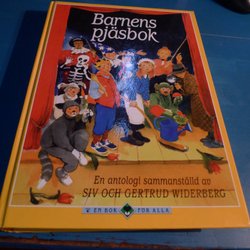 Barnens
pjäsbok
En antologi sammanställd av
SIV OCH GERTRUD WIDERBERG
EN BOK FÖR ALLA